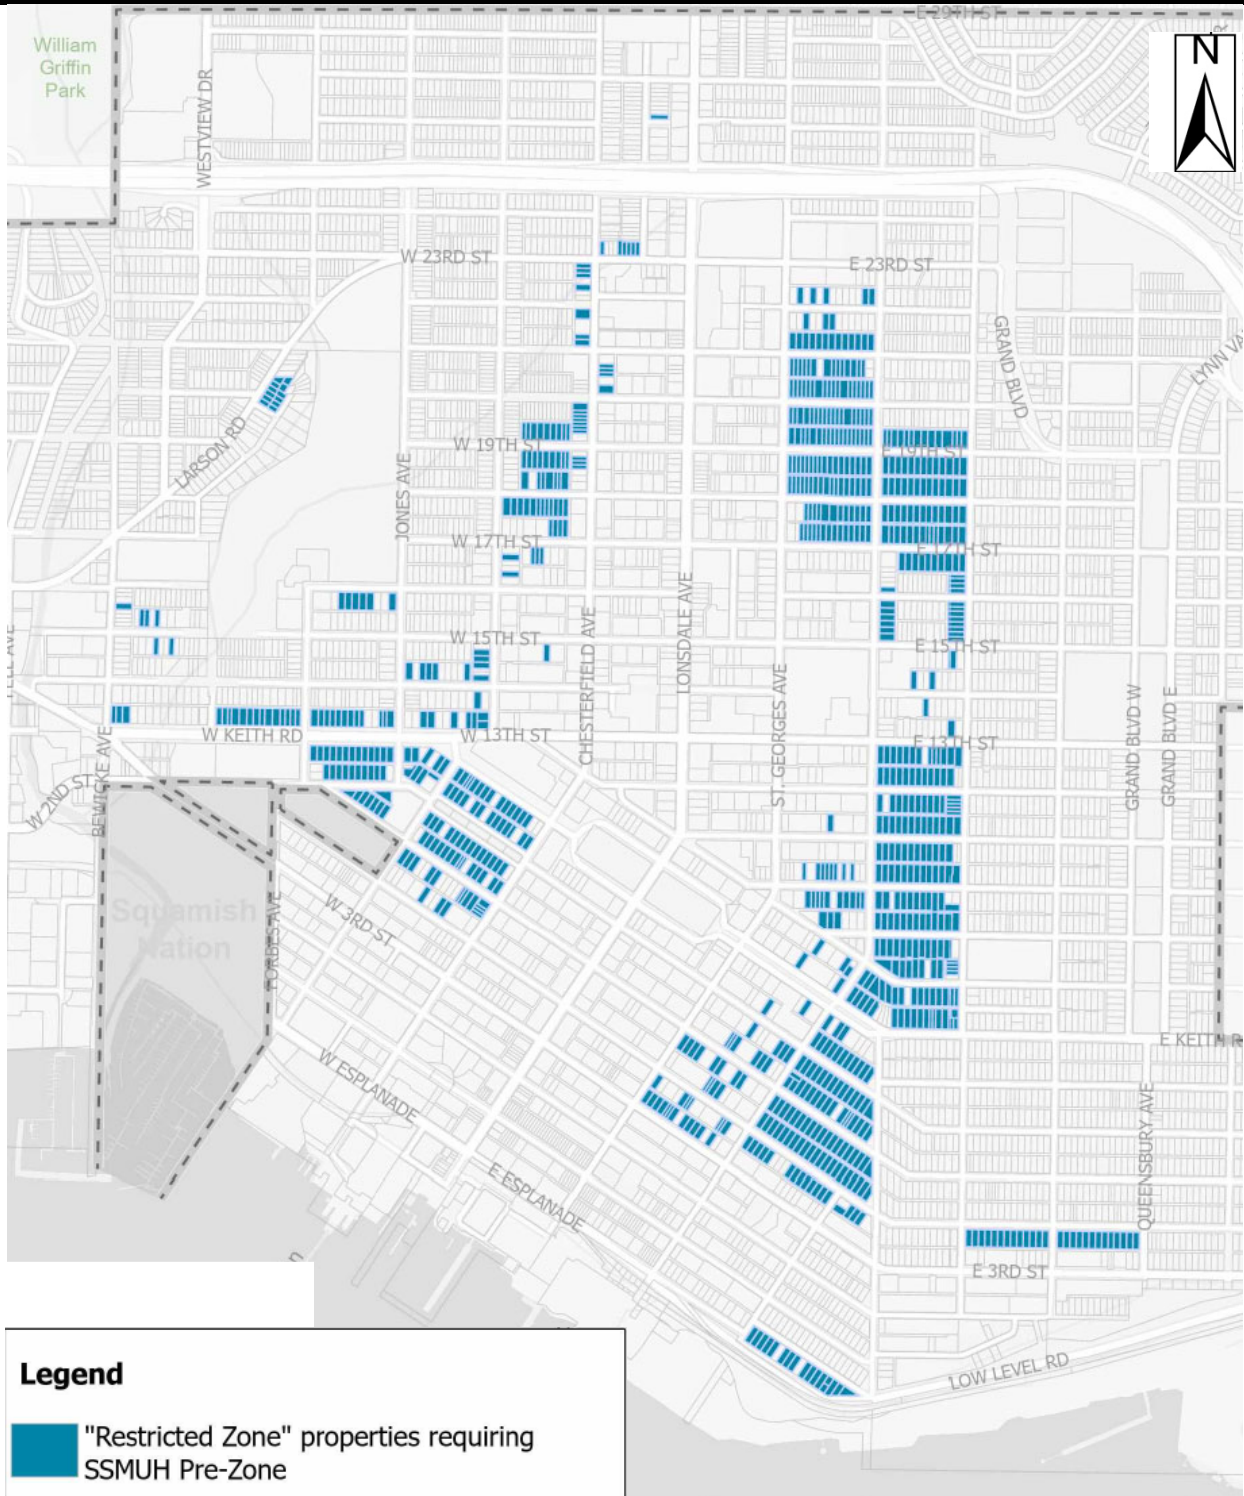 E 29TH ST
William
Griffin
Park
N
WESTVIEW DR
W 23RD ST
E 23RD ST
GRAND BLVD
LARSON RD
W 19TH ST
E 19TH ST
JONES AVE
W 17TH ST
E 17TH ST
CHESTERFIELD AVE
LONSDALE AVE
W 15TH ST
E 15TH ST
ST. GEORGES AVE
GRAND BLVD W
GRAND BLVD E
W KEITH RD
W 13TH ST
E 13TH ST
BEWICKE AVE
W 2ND ST
Squamish
Nation
FORBES AVE
W 3RD ST
E KEITH R
W ESPLANADE
QUEENSBURY AVE
E ESPLANADE
E 3RD ST
LOW LEVEL RD
Legend
"Restricted Zone" properties requiring
SSMUH Pre-Zone